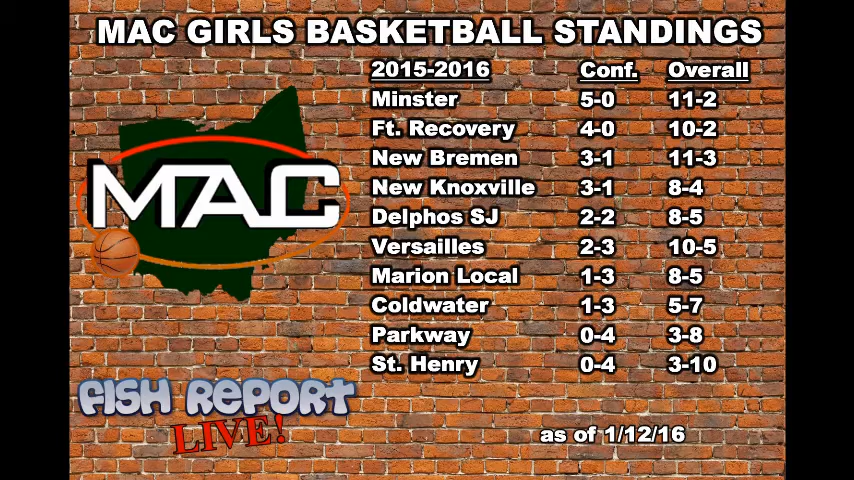 MAC GIRLS BASKETBALL STANDINGS
2015-2016 Conf. Overall
Minster 5-0 11-2
Ft. Recovery 4-0 10-2
New Bremen 3-1 11-3
New Knoxville 3-1 8-4
Delphos SJ 2-2 8-5
Versailles 2-3 10-5
Marion Local 1-3 8-5
Coldwater 1-3 5-7
Parkway 0-4 3-8
St. Henry 0-4 3-10
MAC
FISH REPORT
LIVE!
as of 1/12/16